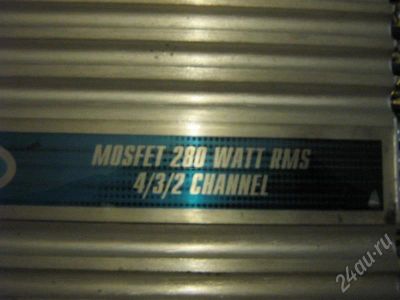 MOSFET 280 WATT RMS
4/3/2 CHANNEL
24au.ru